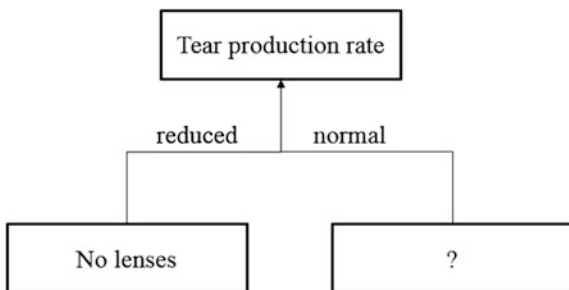 Tear production rate
reduced
normal
No lenses
?